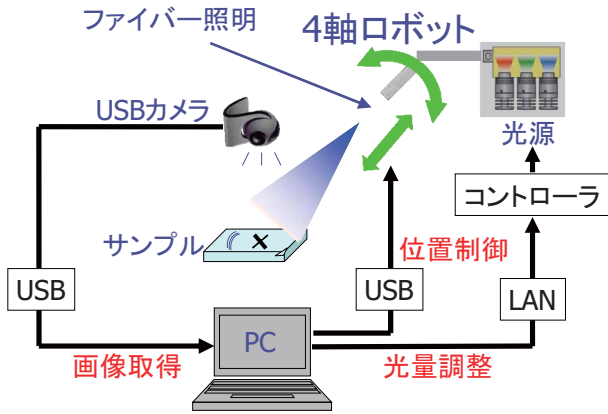 ファイバー照明
4軸ロボット
USBカメラ
光源
コントローラ
サンプル
位置制御
USB
USB
LAN
PC
画像取得
光量調整